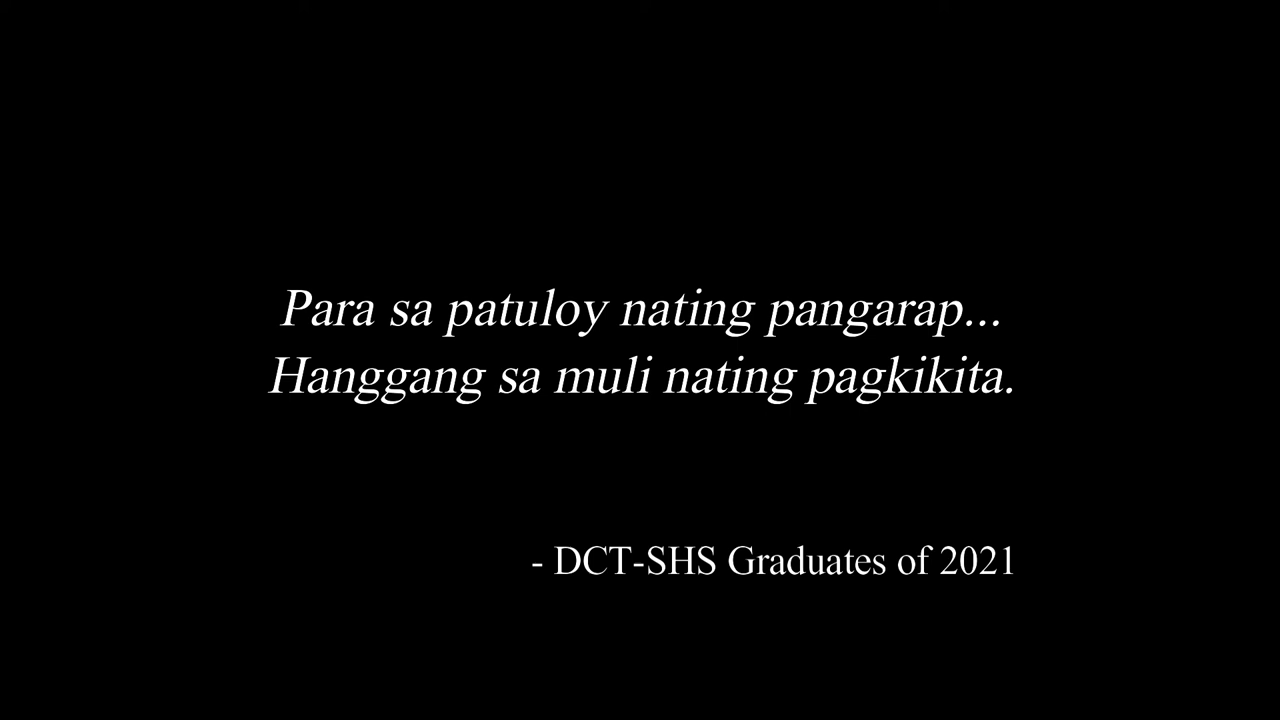 Para sa patuloy nating pangarap...
Hanggang sa muli nating pagkikita.
- DCT-SHS Graduates of 2021